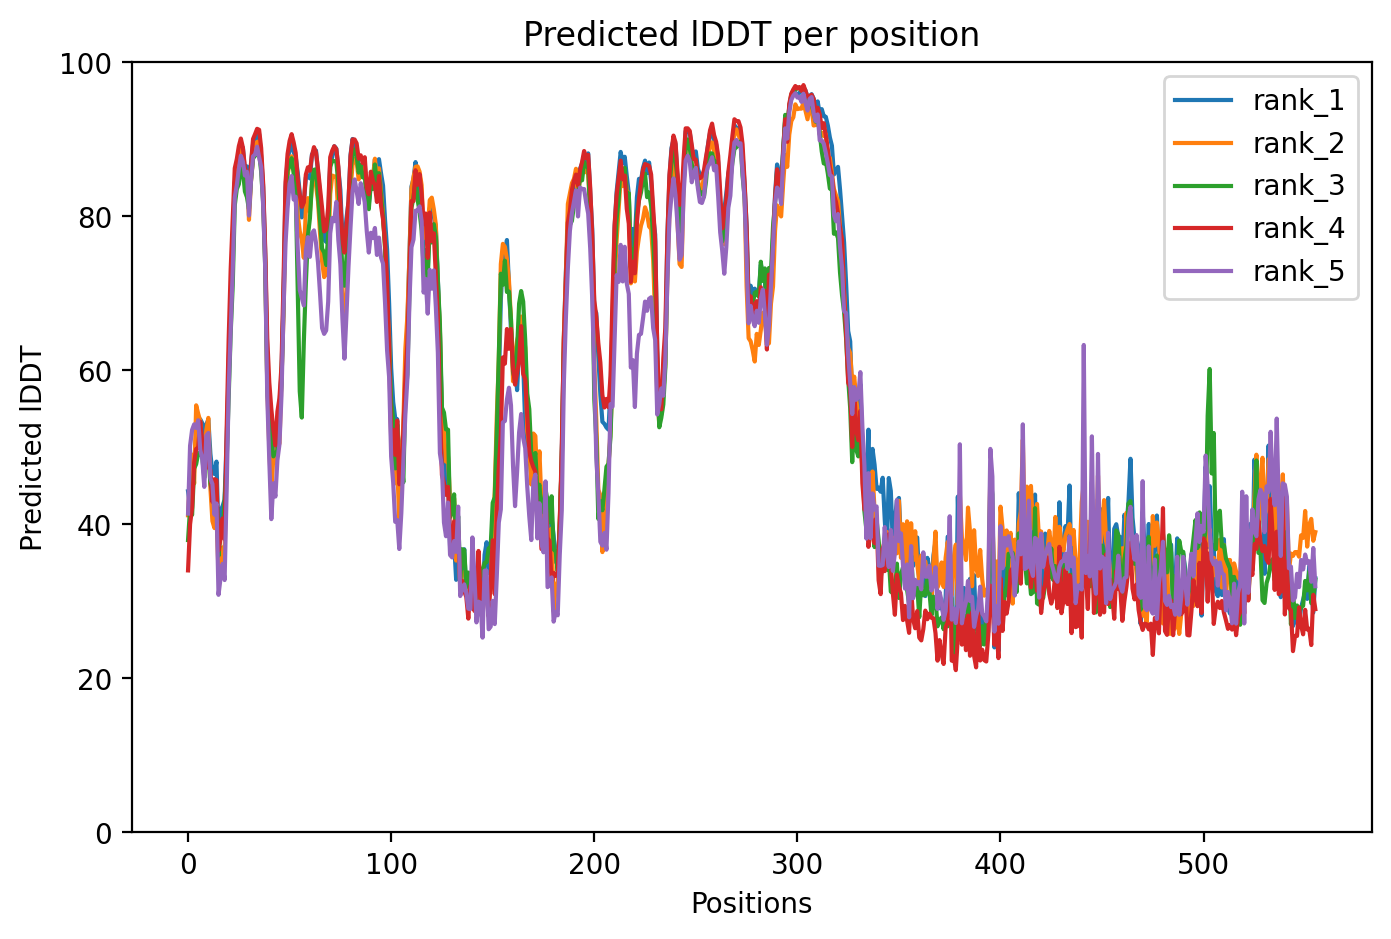 Predicted lDDT per position
100
80
60
40
20
0
Predicted lDDT
0 100 200 300 400 500
Positions
rank_1
rank_2
rank_3
rank_4
rank_5